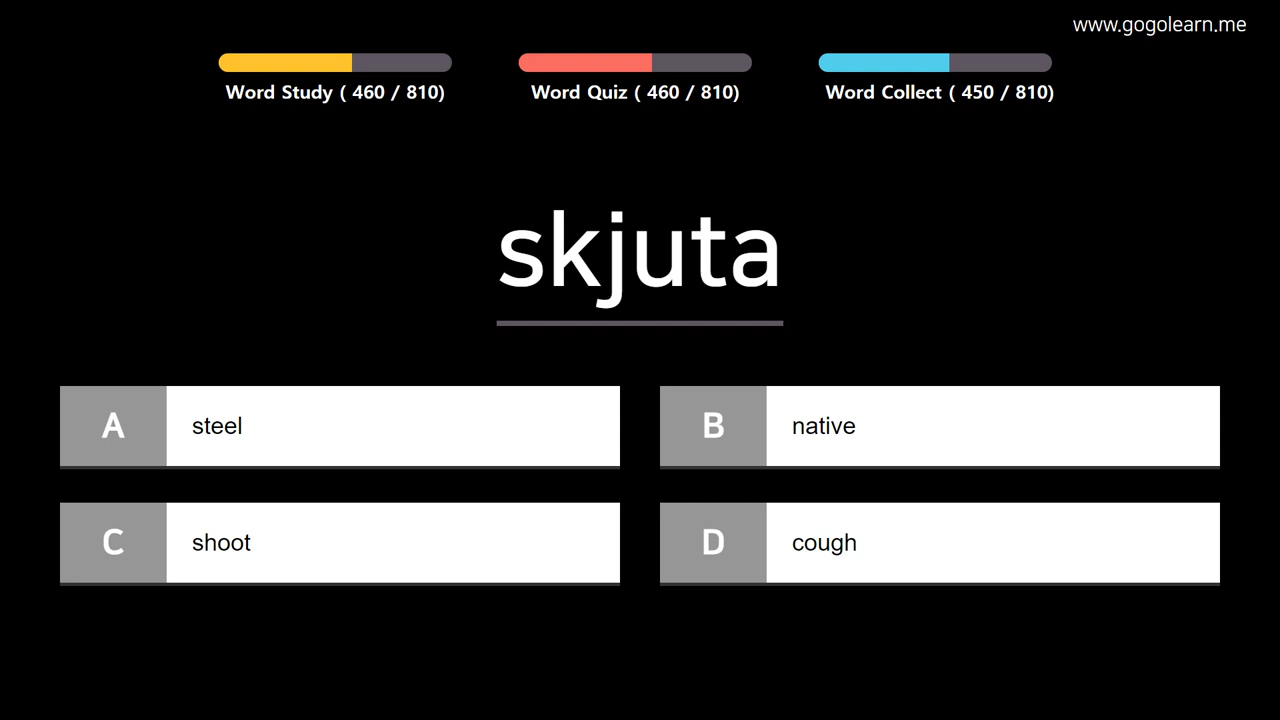 www.gogolearn.me
Word Study ( 460 / 810)
Word Quiz ( 460 / 810)
Word Collect ( 450 / 810)
skjuta
A steel
B native
C shoot
D cough